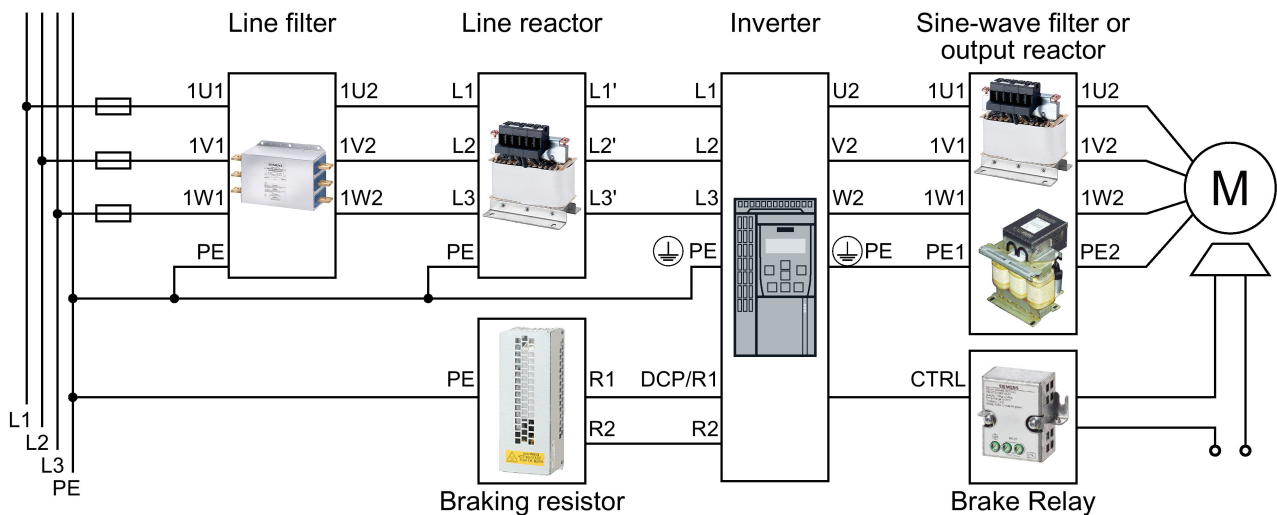 Line filter
Line reactor
Inverter
Sine-wave filter or
output reactor
1U1 1U2 L1 L1' L1 U2 1U1 1U2
1V1 1V2 L2 L2' L2 V2 1V1 1V2
1W1 1W2 L3 L3' L3 W2 1W1 1W2
PE PE PE PE PE1 PE2
M
PE R1 DCP/R1 CTRL
R2 R2
SIEMENS
SIEMENS
L1
L2
L3
PE
Braking resistor
Brake Relay